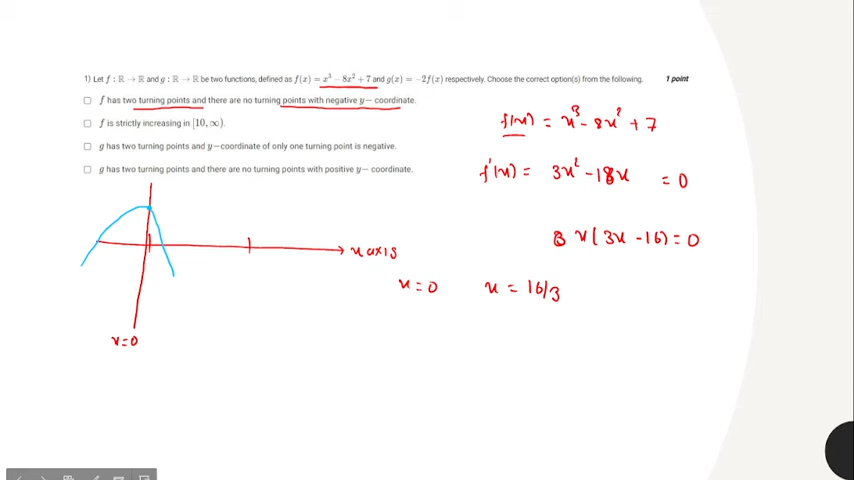 1) Let f : ℝ → ℝ and g : ℝ → ℝ be two functions, defined as f(x) = x³ − 8x² + 7 and g(x) = −2f(x) respectively. Choose the correct option(s) from the following. 1 point
f has two turning points and there are no turning points with negative y− coordinate.
f is strictly increasing in [10, ∞).
g has two turning points and y−coordinate of only one turning point is negative.
g has two turning points and there are no turning points with positive y− coordinate.
f(x) = x³ - 8x² + 7
f'(x) = 3x² - 18x = 0
x(3x - 16) = 0
x axis
x = 0 x = 16/3
x=0